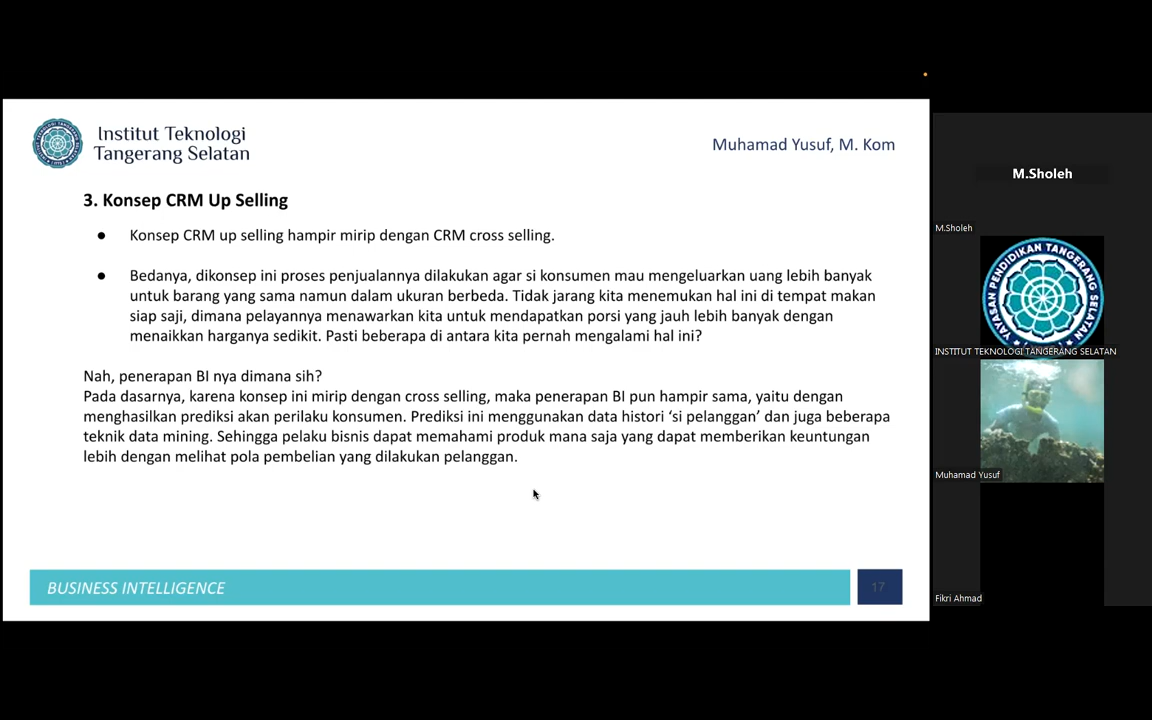 Institut Teknologi
Tangerang Selatan
Muhamad Yusuf, M. Kom
3. Konsep CRM Up Selling
● Konsep CRM up selling hampir mirip dengan CRM cross selling.
● Bedanya, dikonsep ini proses penjualannya dilakukan agar si konsumen mau mengeluarkan uang lebih banyak
untuk barang yang sama namun dalam ukuran berbeda. Tidak jarang kita menemukan hal ini di tempat makan
siap saji, dimana pelayannya menawarkan kita untuk mendapatkan porsi yang jauh lebih banyak dengan
menaikkan harganya sedikit. Pasti beberapa di antara kita pernah mengalami hal ini?
Nah, penerapan BI nya dimana sih?
Pada dasarnya, karena konsep ini mirip dengan cross selling, maka penerapan BI pun hampir sama, yaitu dengan
menghasilkan prediksi akan perilaku konsumen. Prediksi ini menggunakan data histori ‘si pelanggan’ dan juga beberapa
teknik data mining. Sehingga pelaku bisnis dapat memahami produk mana saja yang dapat memberikan keuntungan
lebih dengan melihat pola pembelian yang dilakukan pelanggan.
BUSINESS INTELLIGENCE
17
M.Sholeh
M.Sholeh
YAYASAN PENDIDIKAN TANGERANG SELATAN
INSTITUT TEKNOLOGI TANGERANG SELATAN
Muhamad Yusuf
Fikri Ahmad